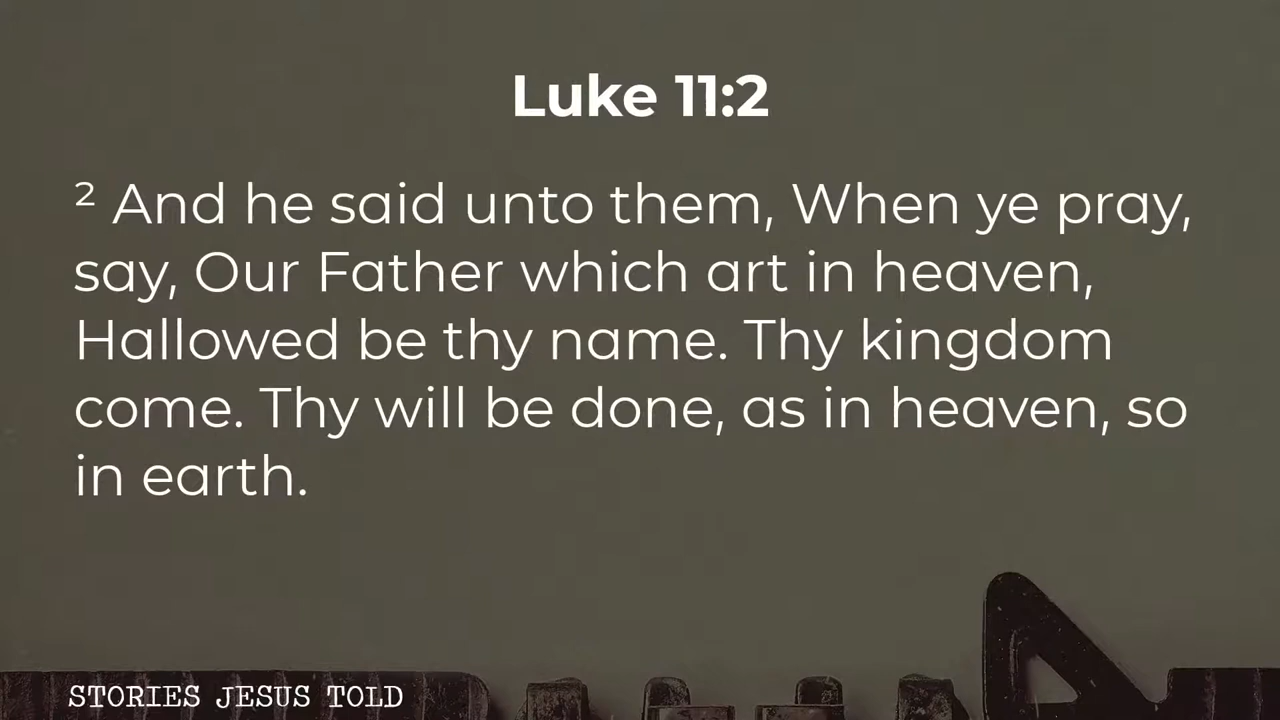 Luke 11:2
² And he said unto them, When ye pray,
say, Our Father which art in heaven,
Hallowed be thy name. Thy kingdom
come. Thy will be done, as in heaven, so
in earth.
STORIES JESUS TOLD